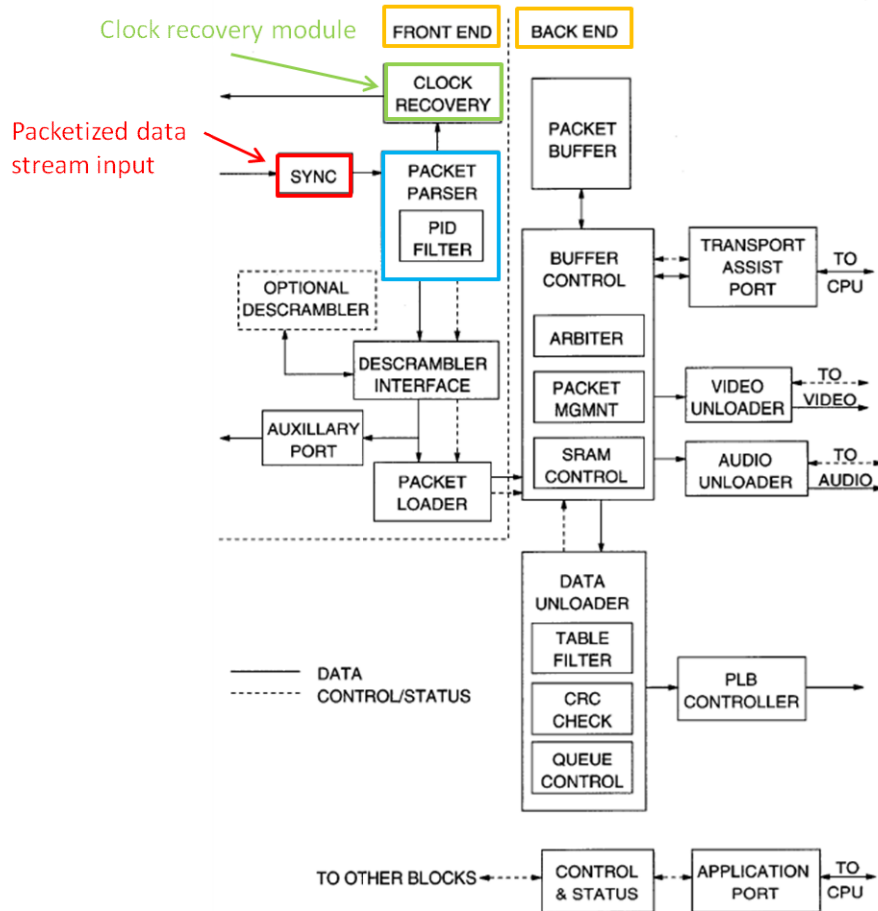 Clock recovery module
FRONT END
BACK END
CLOCK
RECOVERY
PACKET
BUFFER
Packetized data
stream input
SYNC
PACKET
PARSER
PID
FILTER
BUFFER
CONTROL
TRANSPORT
ASSIST
PORT
TO
CPU
OPTIONAL
DESCRAMBLER
ARBITER
DESCRAMBLER
INTERFACE
PACKET
MGMNT
VIDEO
UNLOADER
TO
VIDEO
AUXILLARY
PORT
SRAM
CONTROL
AUDIO
UNLOADER
TO
AUDIO
PACKET
LOADER
DATA
UNLOADER
TABLE
FILTER
DATA
CONTROL/STATUS
CRC
CHECK
PLB
CONTROLLER
QUEUE
CONTROL
TO OTHER BLOCKS
CONTROL
& STATUS
APPLICATION
PORT
TO
CPU